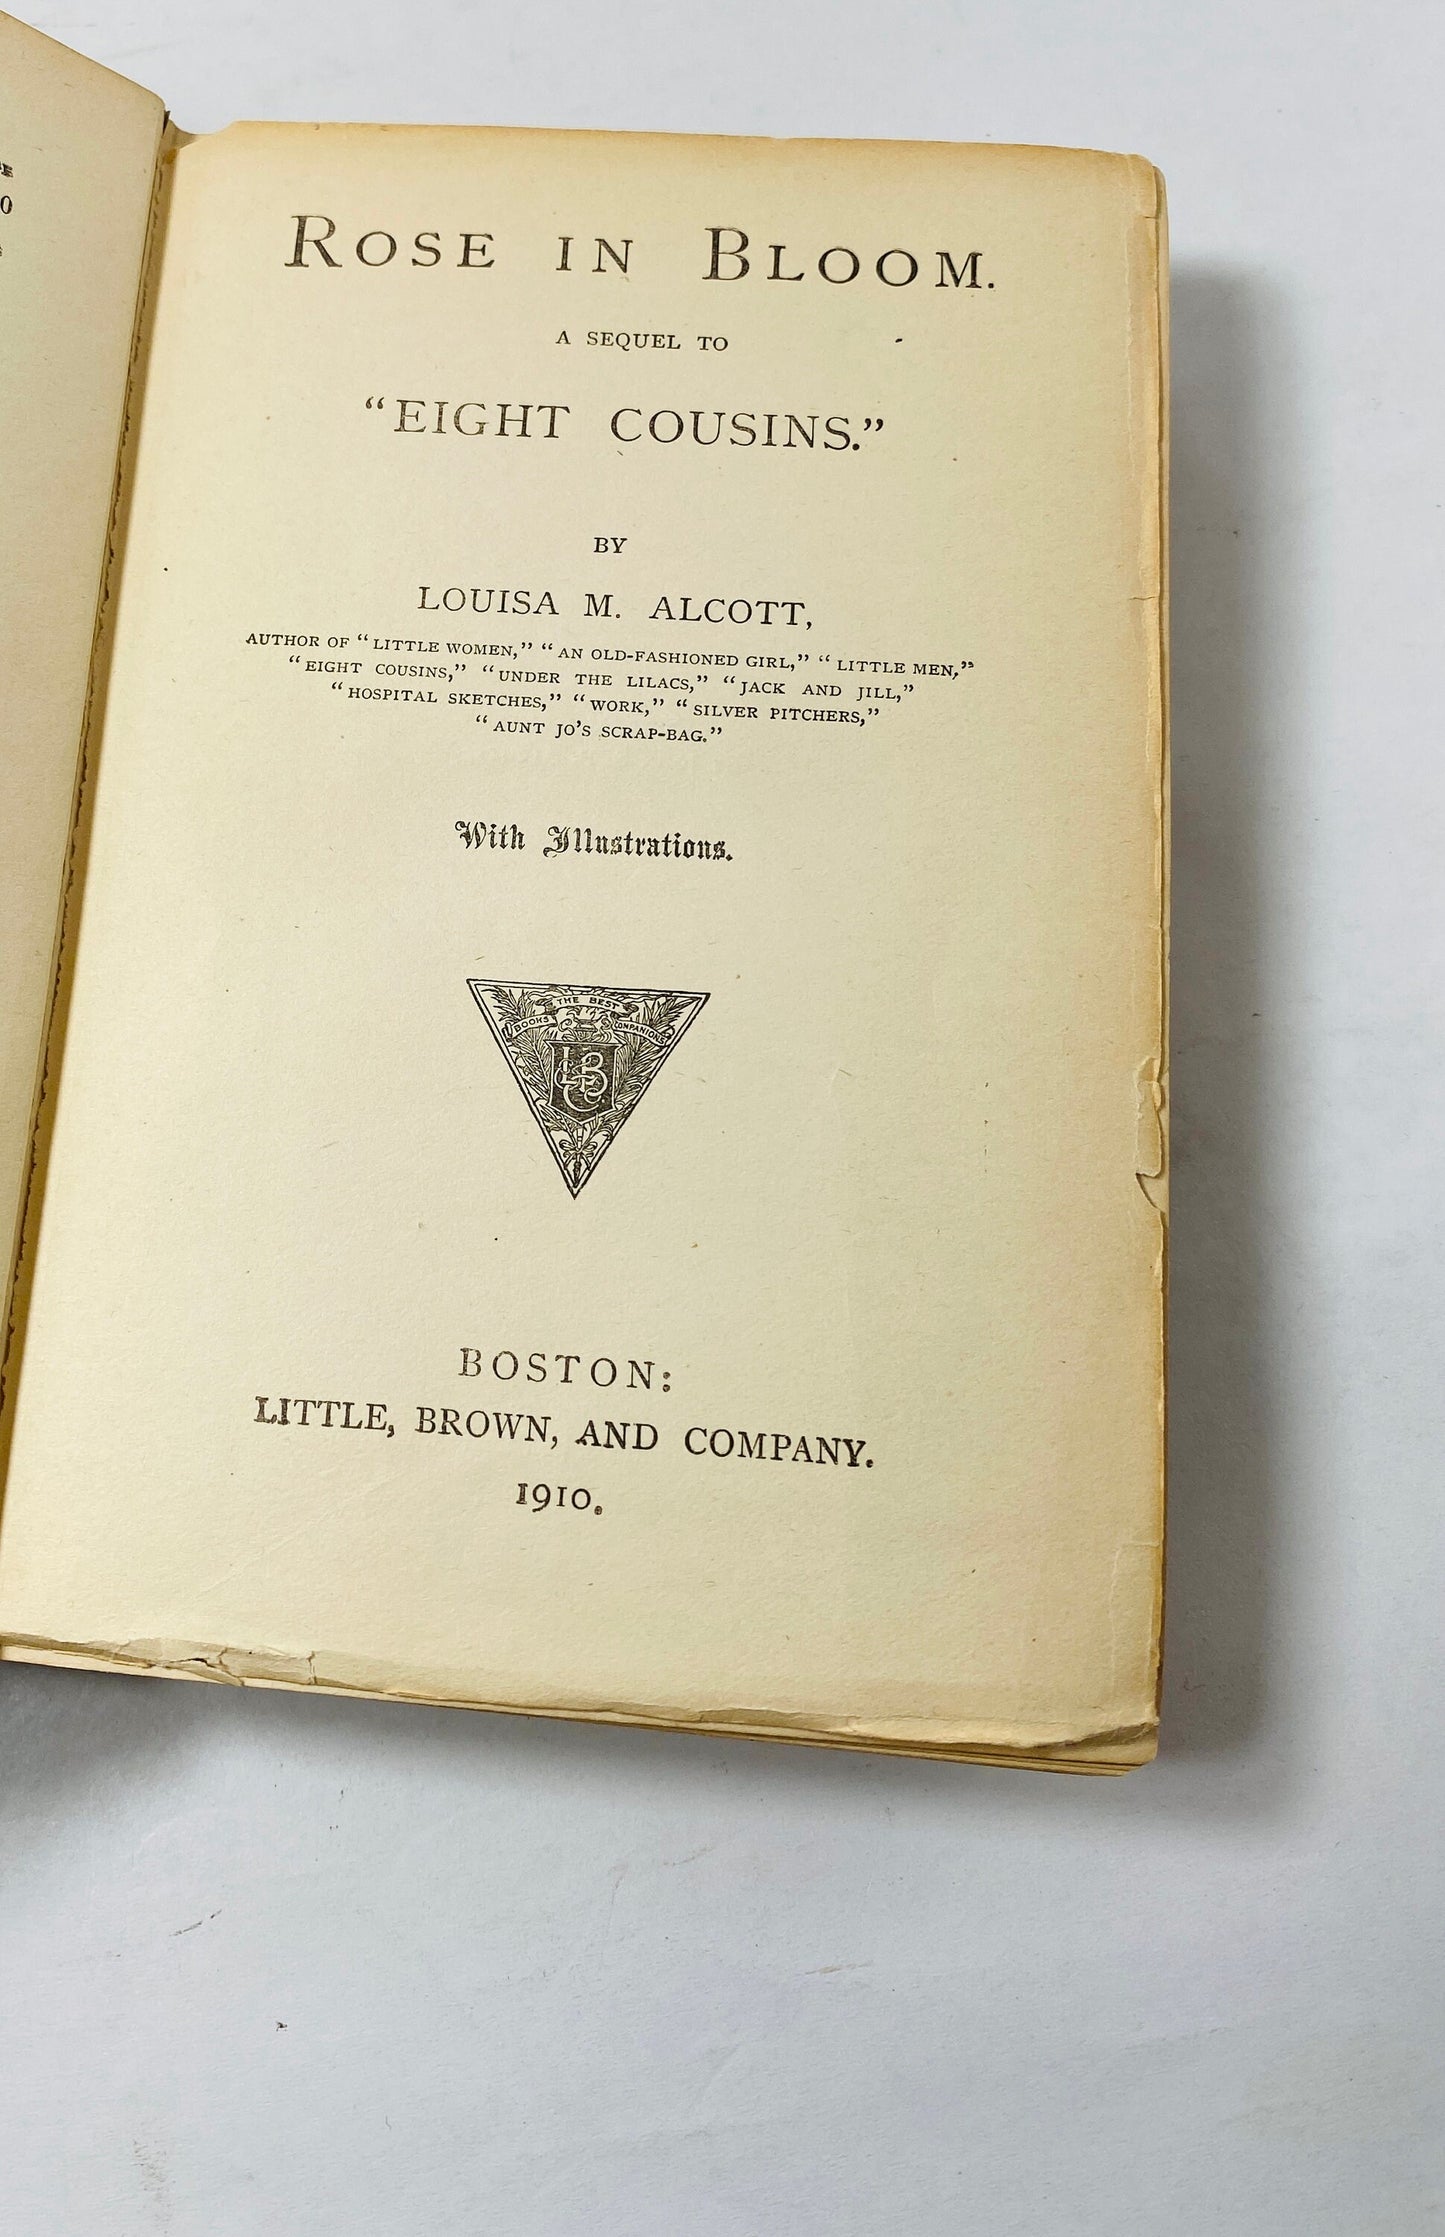 ROSE IN BLOOM.
A SEQUEL TO
“EIGHT COUSINS.”
BY
LOUISA M. ALCOTT,
AUTHOR OF “LITTLE WOMEN,” “AN OLD-FASHIONED GIRL,” “LITTLE MEN,”
“EIGHT COUSINS,” “UNDER THE LILACS,” “JACK AND JILL,”
“HOSPITAL SKETCHES,” “WORK,” “SILVER PITCHERS,”
“AUNT JO’S SCRAP-BAG.”
With Illustrations.
THE BEST
BOOKS COMPANIONS
LB&C
BOSTON:
LITTLE, BROWN, AND COMPANY.
1910.